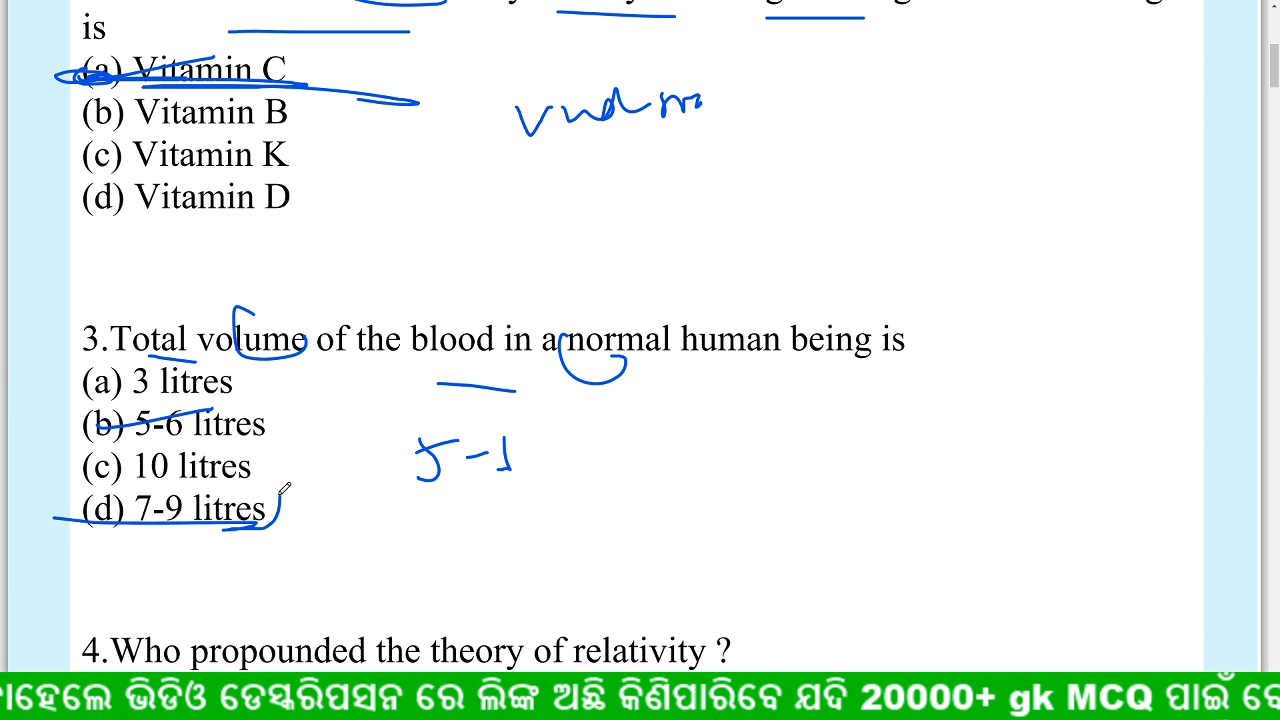 is
(a) Vitamin C
(b) Vitamin B
(c) Vitamin K
(d) Vitamin D
3.Total volume of the blood in a normal human being is
(a) 3 litres
(b) 5-6 litres
5-1
(c) 10 litres
(d) 7-9 litres
4.Who propounded the theory of relativity ?
ଚାହେଲେ ଭିଡିଓ ଡେସ୍କରିପସନ ରେ ଲିଙ୍କ ଅଛି କିଣିପାରିବେ ଯଦି 20000+ gk MCQ ପାଇଁ